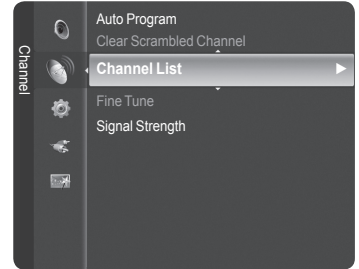 Channel
Auto Program
Clear Scrambled Channel
Channel List
Fine Tune
Signal Strength